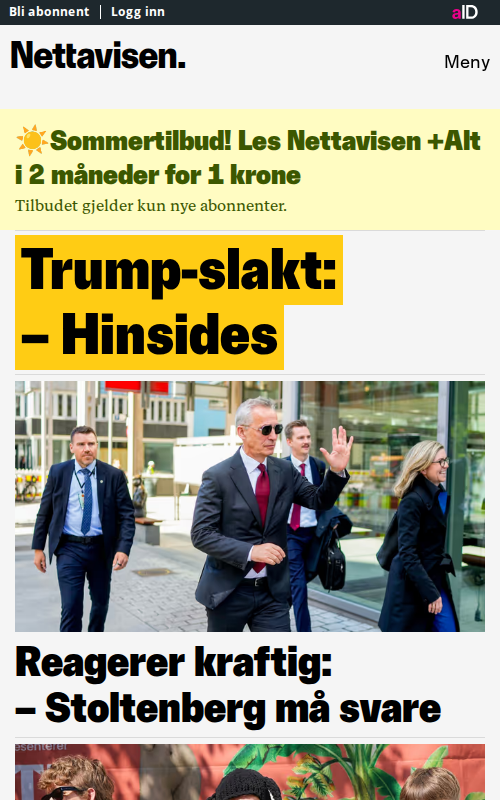 Bli abonnent | Logg inn
aID
Nettavisen.
Meny
☀️Sommertilbud! Les Nettavisen +Alt
i 2 måneder for 1 krone
Tilbudet gjelder kun nye abonnenter.
Trump-slakt:
– Hinsides
Reagerer kraftig:
– Stoltenberg må svare